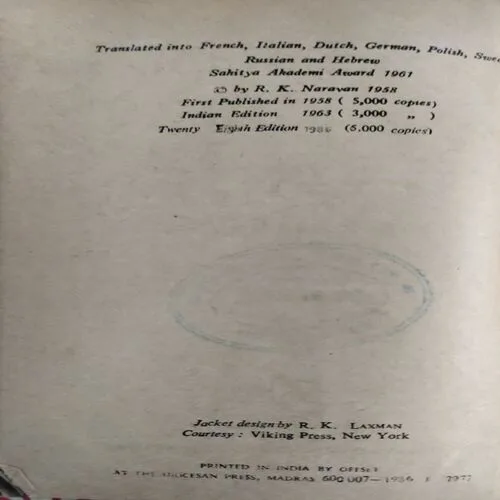 Translated into French, Italian, Dutch, German, Polish, Swe
Russian and Hebrew
Sahitya Akademi Award 1961
© by R. K. Narayan 1958
First Published in 1958 ( 5,000 copies)
Indian Edition 1963 ( 3,000 „ )
Twenty Eighth Edition 1986 (5,000 copies)
Jacket design by R. K. LAXMAN
Courtesy : Viking Press, New York
PRINTED IN INDIA BY OFFSET
AT THE DIOCESAN PRESS, MADRAS 600 007—1986